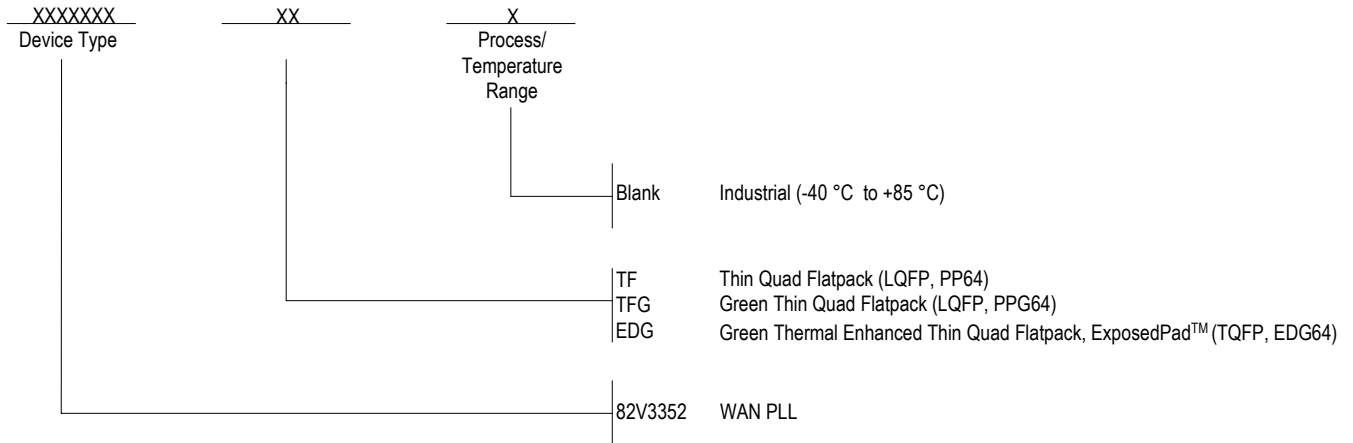 XXXXXXX XX X
Device Type Process/
Temperature
Range
Blank Industrial (-40 °C to +85 °C)
TF Thin Quad Flatpack (LQFP, PP64)
TFG Green Thin Quad Flatpack (LQFP, PPG64)
EDG Green Thermal Enhanced Thin Quad Flatpack, ExposedPad™ (TQFP, EDG64)
82V3352 WAN PLL